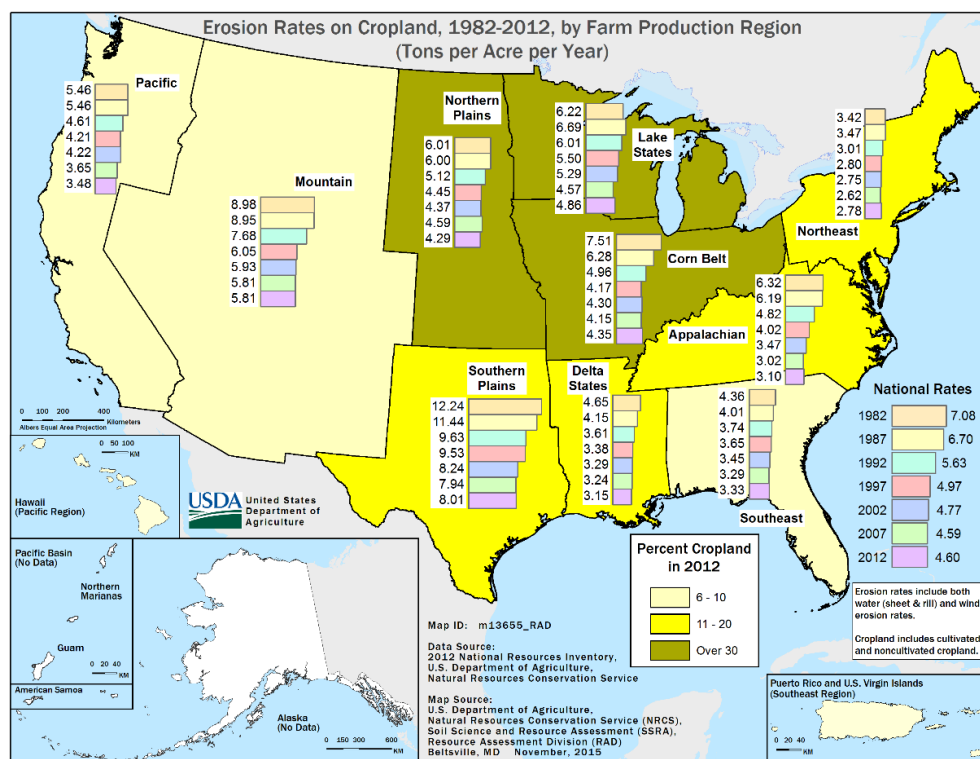 Erosion Rates on Cropland, 1982-2012, by Farm Production Region
(Tons per Acre per Year)
Pacific
5.46
5.46
4.61
4.21
4.22
3.65
3.48
Mountain
8.98
8.95
7.68
6.05
5.93
5.81
5.81
Northern
Plains
6.01
6.00
5.12
4.45
4.37
4.59
4.29
Lake
States
6.22
6.69
6.01
5.50
5.29
4.57
4.86
Corn Belt
7.51
6.28
4.96
4.17
4.30
4.15
4.35
3.42
3.47
3.01
2.80
2.75
2.62
2.78
Northeast
Appalachian
6.32
6.19
4.82
4.02
3.47
3.02
3.10
Southern
Plains
12.24
11.44
9.63
9.53
8.24
7.94
8.01
Delta
States
4.65
4.15
3.61
3.38
3.29
3.24
3.15
4.36
4.01
3.74
3.65
3.45
3.29
3.33
Southeast
National Rates
1982 7.08
1987 6.70
1992 5.63
1997 4.97
2002 4.77
2007 4.59
2012 4.60
0 100 200 400
Kilometers
Albers Equal Area Projection
0 50 100
KM
Hawaii
(Pacific Region)
USDA United States
Department of
Agriculture
Pacific Basin
(No Data)
Northern
Marianas
Guam
0 20 40
KM
American Samoa
0 20 40
KM
Alaska
(No Data)
0 150 300 600
KM
Percent Cropland
in 2012
6 - 10
11 - 20
Over 30
Map ID: m13655_RAD
Data Source:
2012 National Resources Inventory,
U.S. Department of Agriculture,
Natural Resources Conservation Service
Map Source:
U.S. Department of Agriculture,
Natural Resources Conservation Service (NRCS),
Soil Science and Resource Assessment (SSRA),
Resource Assessment Division (RAD)
Beltsville, MD November, 2015
Erosion rates include both
water (sheet & rill) and wind
erosion rates.
Cropland includes cultivated
and noncultivated cropland.
Puerto Rico and U.S. Virgin Islands
(Southeast Region)
0 20 40
KM